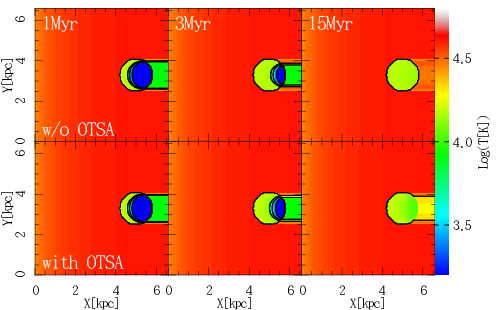 1Myr 3Myr 15Myr
w/o OTSA
with OTSA
Y[kpc]
0 2 4 6
Y[kpc]
0 2 4 6
0 2 4 6 0 2 4 6 0 2 4 6
X[kpc] X[kpc] X[kpc]
4.5
4.0
3.5
Log(T[K])